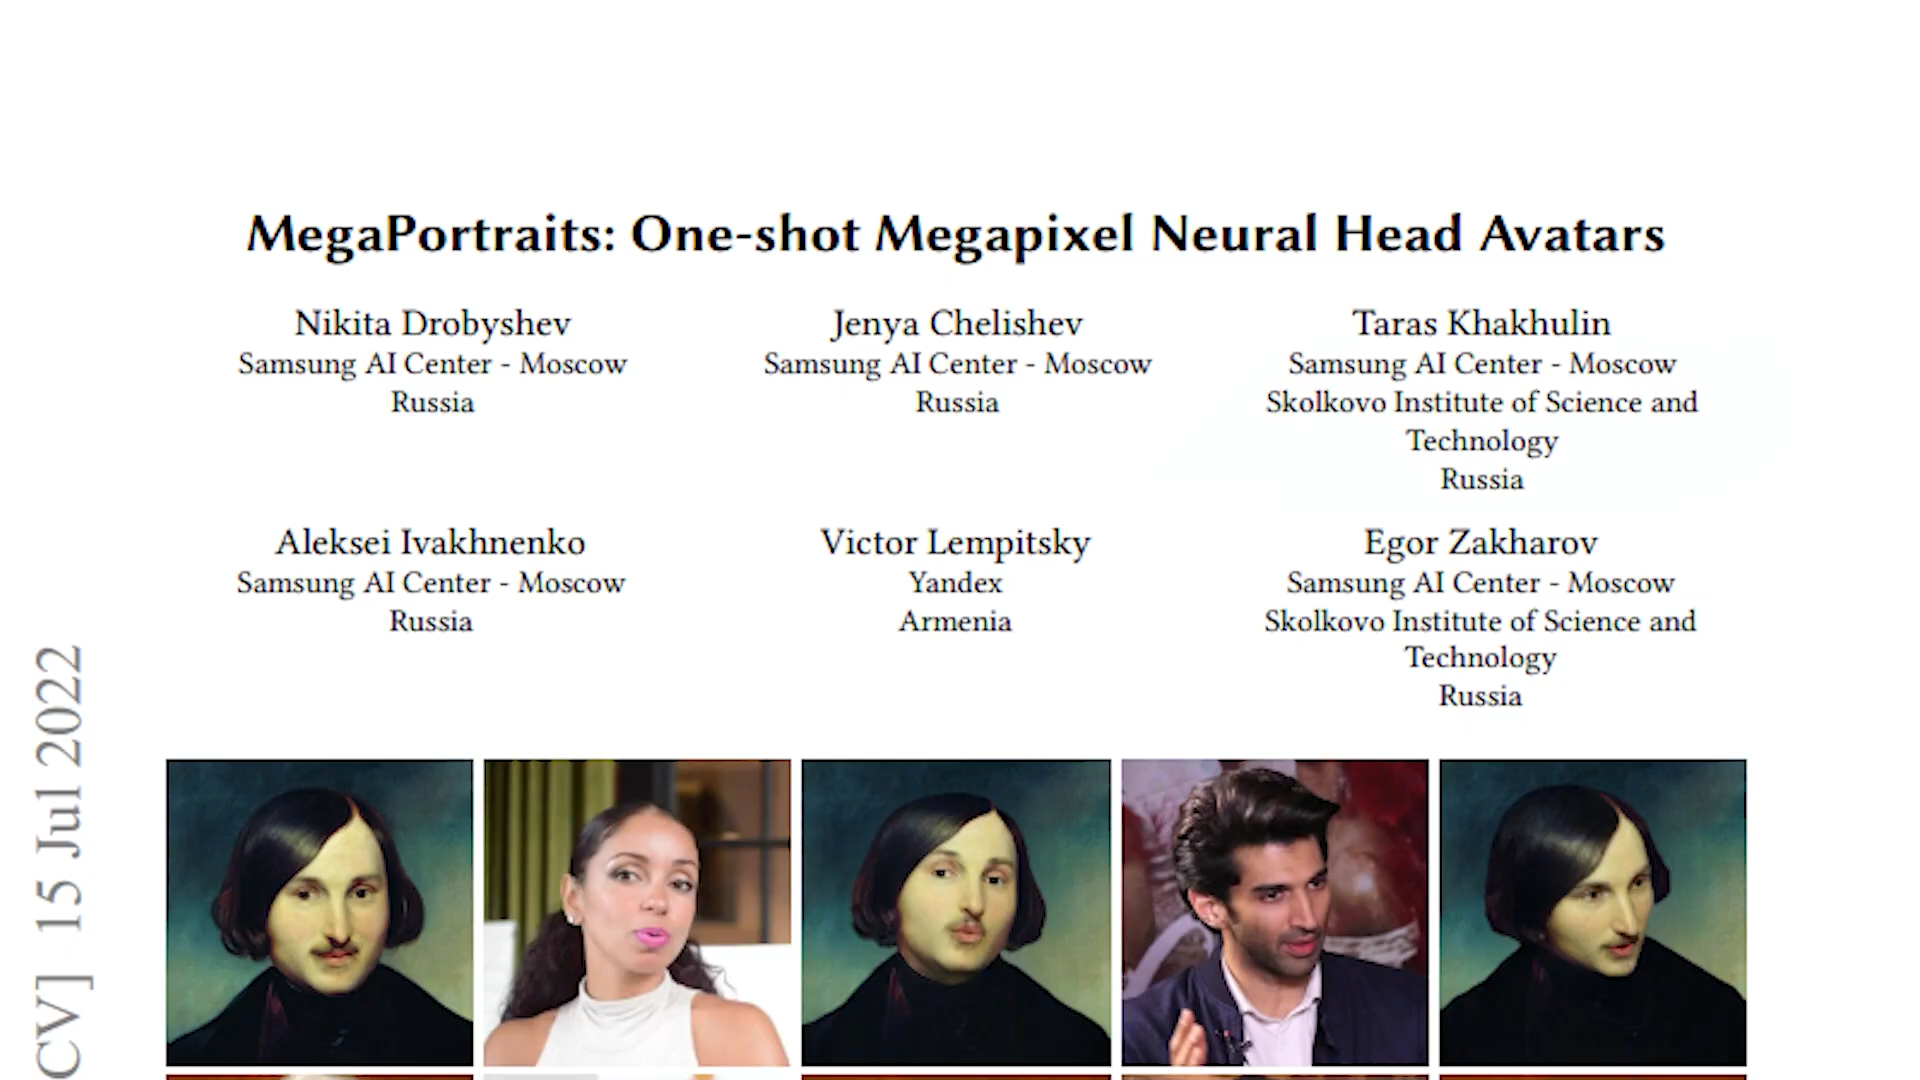 MegaPortraits: One-shot Megapixel Neural Head Avatars
Nikita Drobyshev
Samsung AI Center - Moscow
Russia
Jenya Chelishev
Samsung AI Center - Moscow
Russia
Taras Khakhulin
Samsung AI Center - Moscow
Skolkovo Institute of Science and
Technology
Russia
Aleksei Ivakhnenko
Samsung AI Center - Moscow
Russia
Victor Lempitsky
Yandex
Armenia
Egor Zakharov
Samsung AI Center - Moscow
Skolkovo Institute of Science and
Technology
Russia
CV] 15 Jul 2022